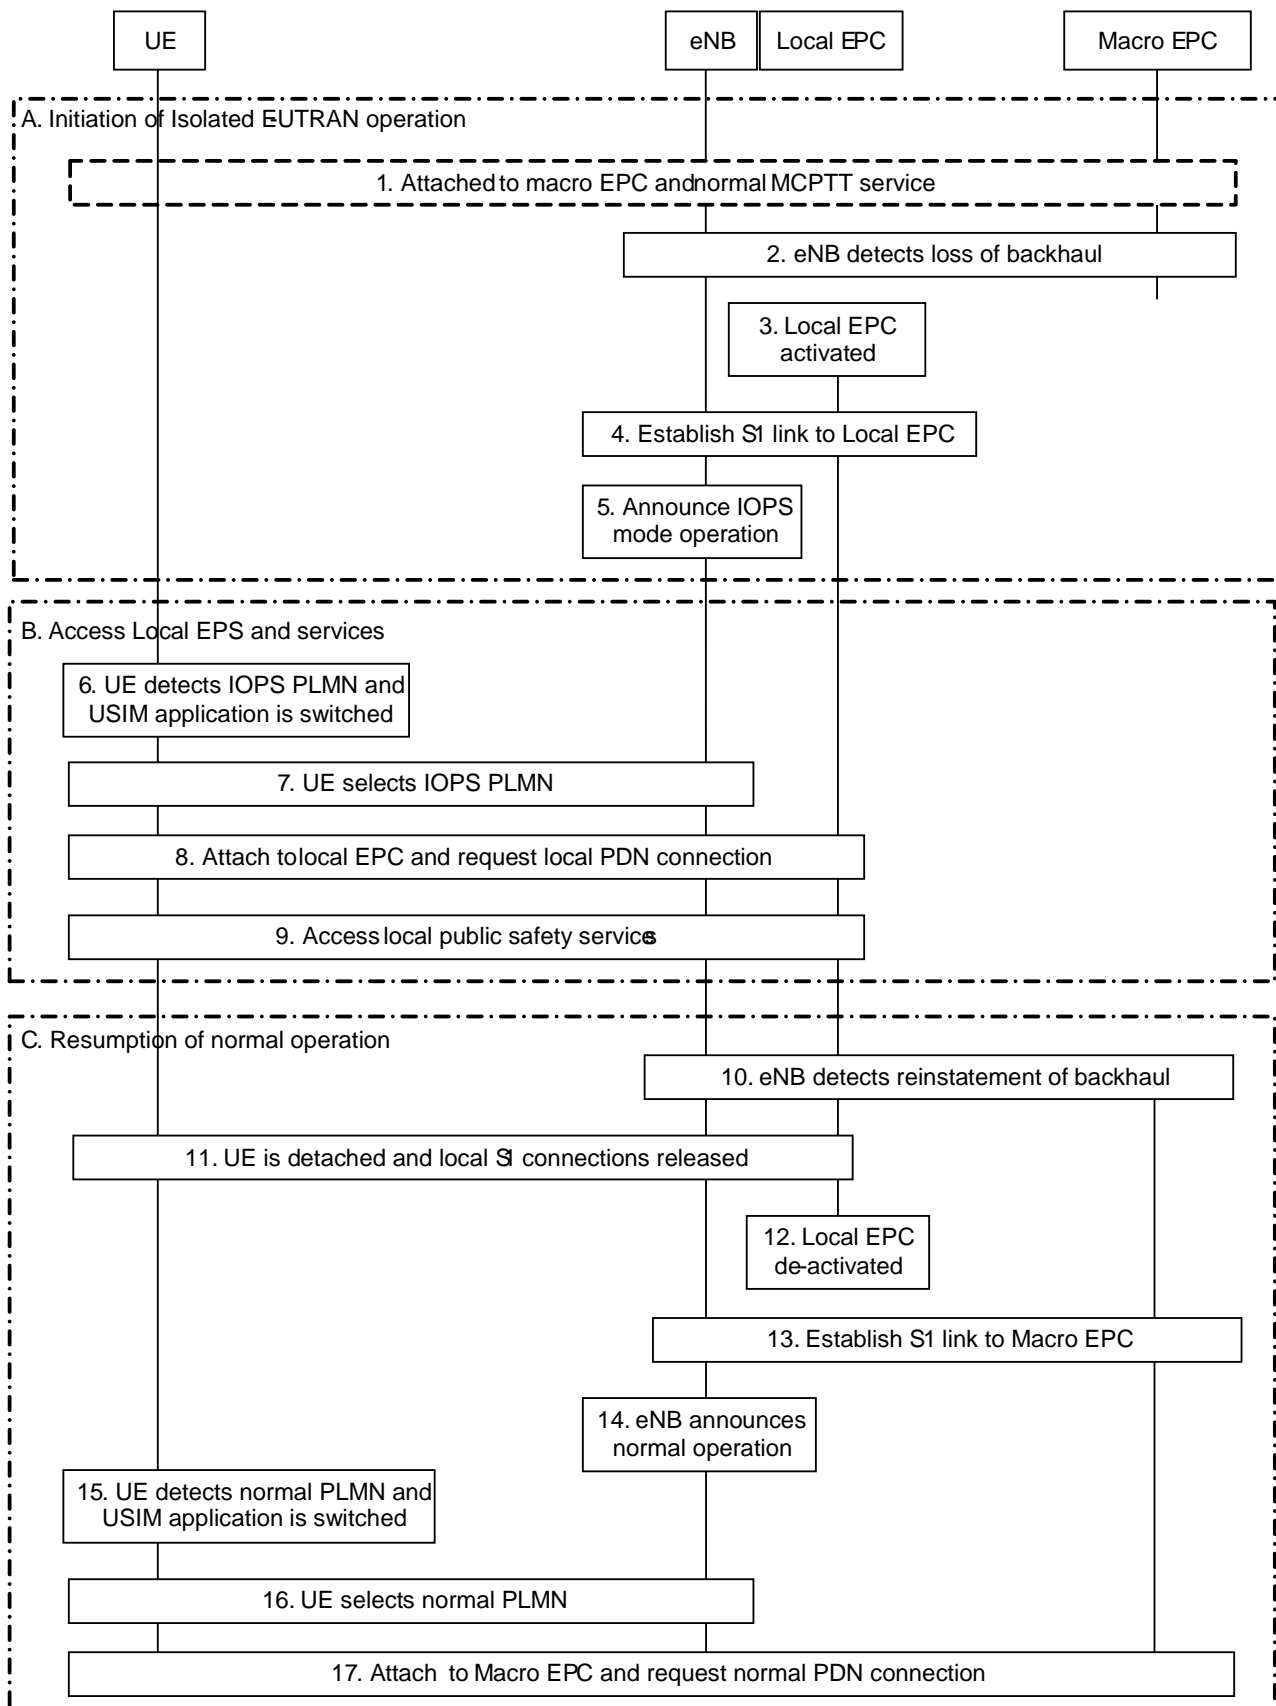 UE
eNB
Local EPC
Macro EPC
A. Initiation of Isolated E-UTRAN operation
1. Attached to macro EPC and normal MCPTT service
2. eNB detects loss of backhaul
3. Local EPC
activated
4. Establish S1 link to Local EPC
5. Announce IOPS
mode operation
B. Access Local EPS and services
6. UE detects IOPS PLMN and
USIM application is switched
7. UE selects IOPS PLMN
8. Attach to local EPC and request local PDN connection
9. Access local public safety services
C. Resumption of normal operation
10. eNB detects reinstatement of backhaul
11. UE is detached and local S1 connections released
12. Local EPC
de-activated
13. Establish S1 link to Macro EPC
14. eNB announces
normal operation
15. UE detects normal PLMN and
USIM application is switched
16. UE selects normal PLMN
17. Attach to Macro EPC and request normal PDN connection